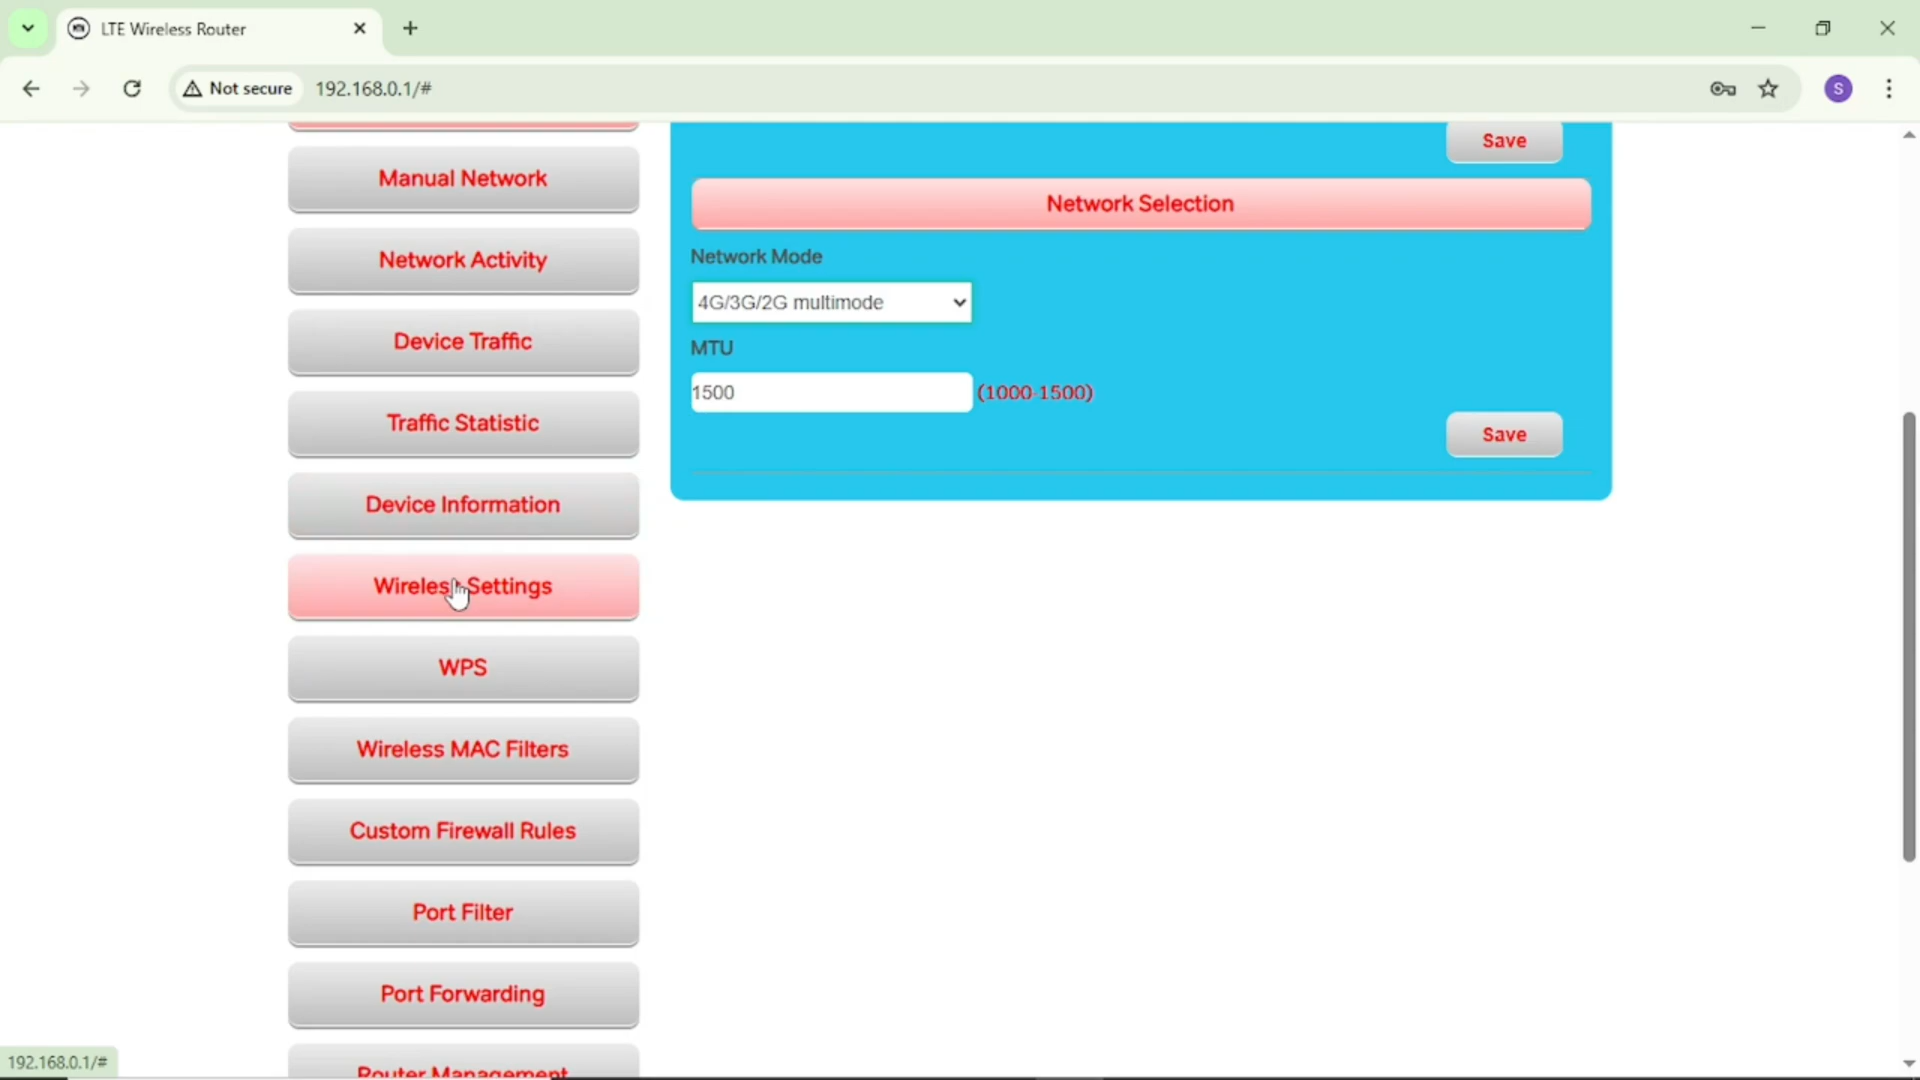 LTE Wireless Router
Not secure
192.168.0.1/#
S
Save
Manual Network
Network Selection
Network Activity
Network Mode
4G/3G/2G multimode
Device Traffic
MTU
1500
(1000-1500)
Traffic Statistic
Save
Device Information
Wireless Settings
WPS
Wireless MAC Filters
Custom Firewall Rules
Port Filter
Port Forwarding
192.168.0.1/#
Router Management